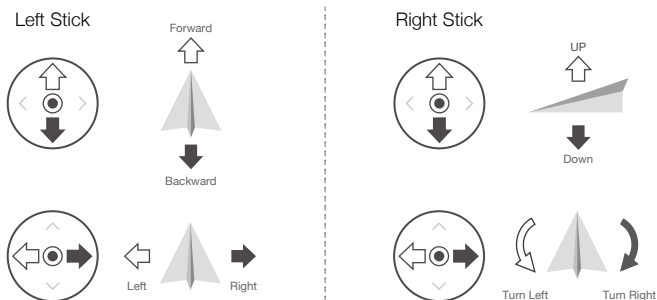 Left Stick
Forward
Backward
Left
Right
Right Stick
UP
Down
Turn Left
Turn Right